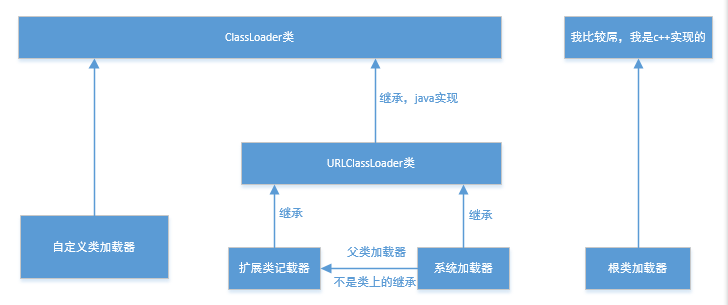 ClassLoader类
我比较屌，我是c++实现的
继承，java实现
URLClassLoader类
继承
继承
自定义类加载器
扩展类记载器
父类加载器
不是类上的继承
系统加载器
根类加载器